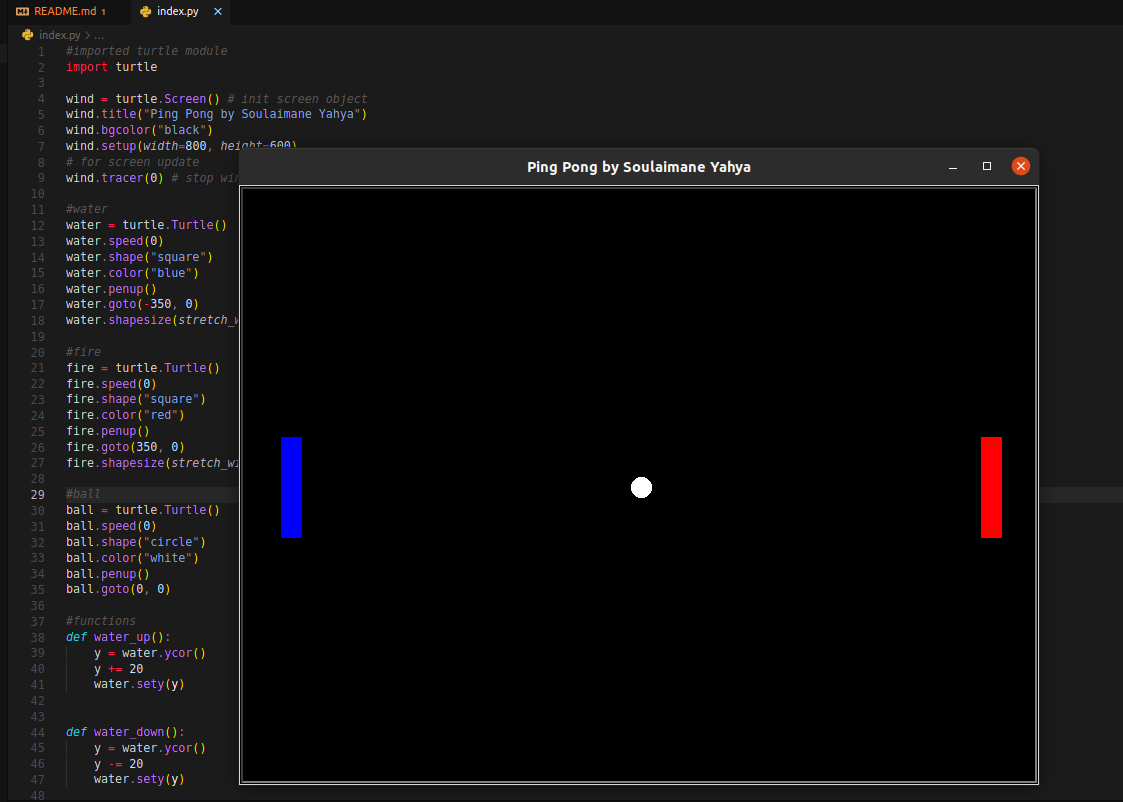 README.md 1 index.py ×
index.py > ...
1 #imported turtle module
2 import turtle
3
4 wind = turtle.Screen() # init screen object
5 wind.title("Ping Pong by Soulaimane Yahya")
6 wind.bgcolor("black")
7 wind.setup(width=800, height=600)
8 # for screen update
9 wind.tracer(0) # stop win
10
11 #water
12 water = turtle.Turtle()
13 water.speed(0)
14 water.shape("square")
15 water.color("blue")
16 water.penup()
17 water.goto(-350, 0)
18 water.shapesize(stretch_w
19
20 #fire
21 fire = turtle.Turtle()
22 fire.speed(0)
23 fire.shape("square")
24 fire.color("red")
25 fire.penup()
26 fire.goto(350, 0)
27 fire.shapesize(stretch_wi
28
29 #ball
30 ball = turtle.Turtle()
31 ball.speed(0)
32 ball.shape("circle")
33 ball.color("white")
34 ball.penup()
35 ball.goto(0, 0)
36
37 #functions
38 def water_up():
39 y = water.ycor()
40 y += 20
41 water.sety(y)
42
43
44 def water_down():
45 y = water.ycor()
46 y -= 20
47 water.sety(y)
48
Ping Pong by Soulaimane Yahya